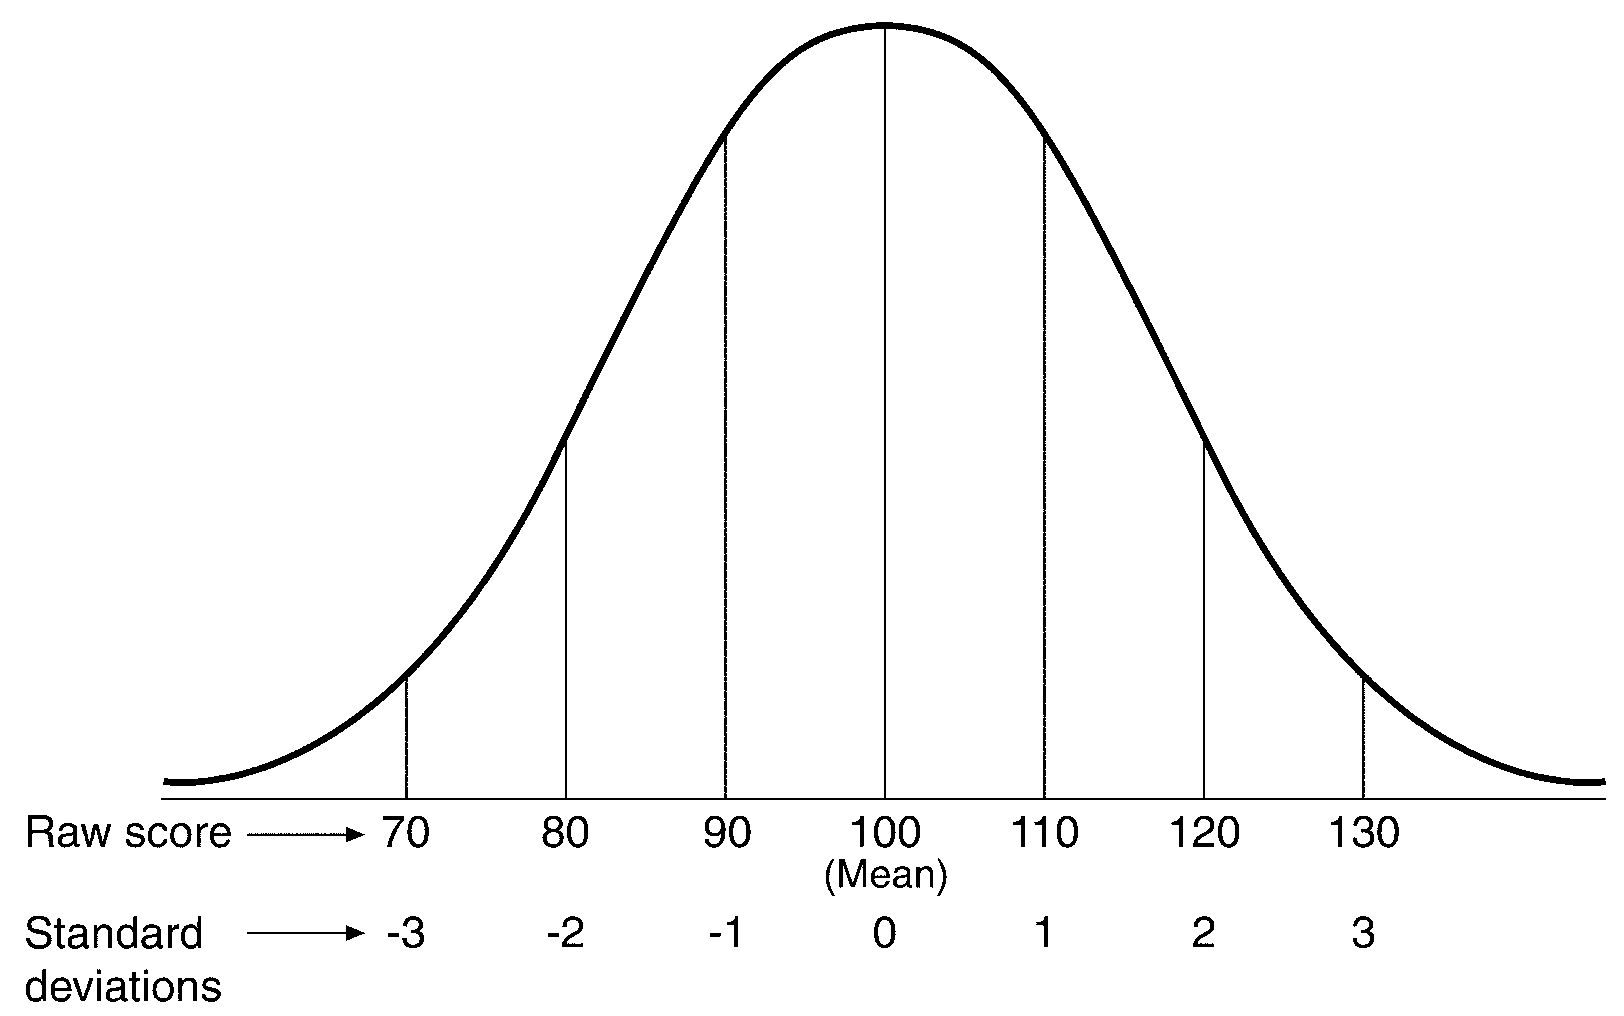 Raw score 70 80 90 100 110 120 130
(Mean)
Standard -3 -2 -1 0 1 2 3
deviations